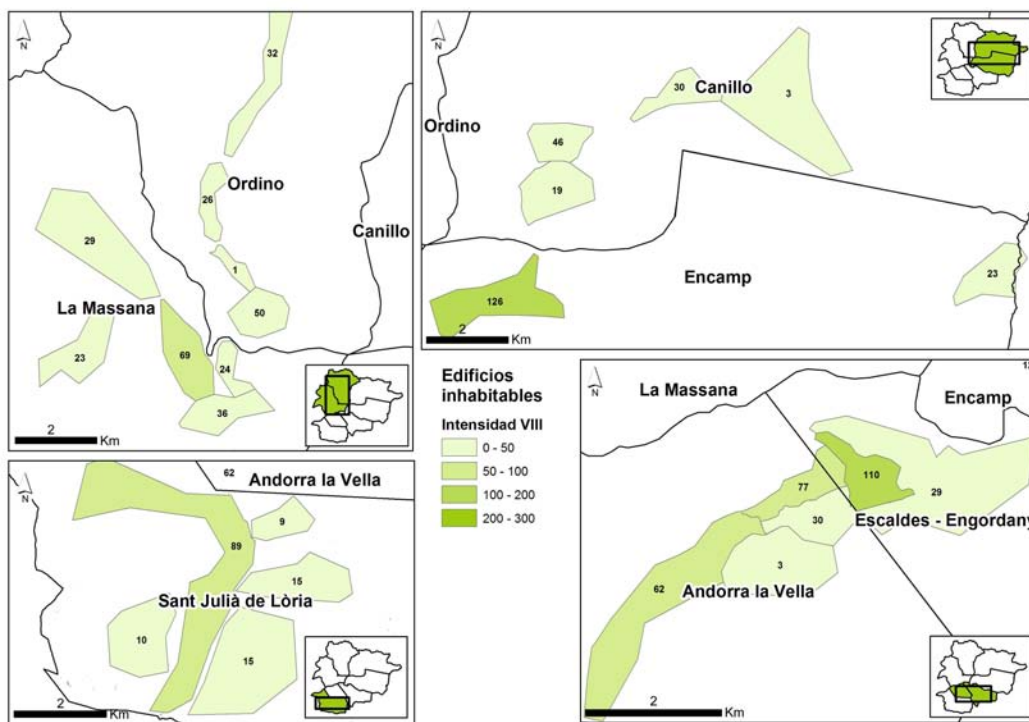 N
32
Ordino
26
Canillo
29
1
50
La Massana
23
69
24
36
2
Km
N
30
Canillo
3
Ordino
46
19
Encamp
23
126
2
Km
Edificios
inhabitables
Intensidad VIII
0 - 50
50 - 100
100 - 200
200 - 300
N
62
Andorra la Vella
9
89
15
Sant Julià de Lòria
10
15
2
Km
N
La Massana
13
Encamp
110
77
29
30
Escaldes - Engordany
3
62
Andorra la Vella
2
Km